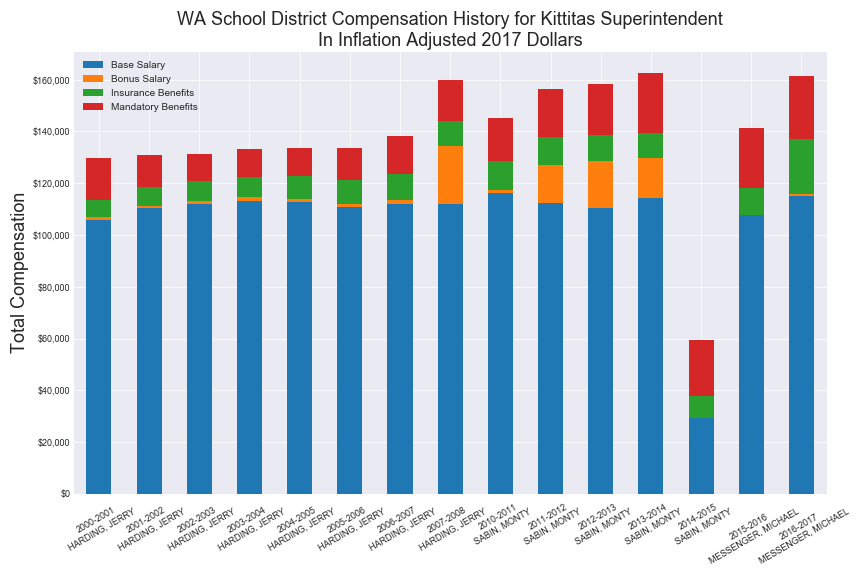 WA School District Compensation History for Kittitas Superintendent
In Inflation Adjusted 2017 Dollars
Base Salary
Bonus Salary
Insurance Benefits
Mandatory Benefits
Total Compensation
$160,000
$140,000
$120,000
$100,000
$80,000
$60,000
$40,000
$20,000
$0
2000-2001
HARDING, JERRY
2001-2002
HARDING, JERRY
2002-2003
HARDING, JERRY
2003-2004
HARDING, JERRY
2004-2005
HARDING, JERRY
2005-2006
HARDING, JERRY
2006-2007
HARDING, JERRY
2007-2008
HARDING, JERRY
2010-2011
SABIN, MONTY
2011-2012
SABIN, MONTY
2012-2013
SABIN, MONTY
2013-2014
SABIN, MONTY
2014-2015
SABIN, MONTY
2015-2016
MESSENGER, MICHAEL
2016-2017
MESSENGER, MICHAEL